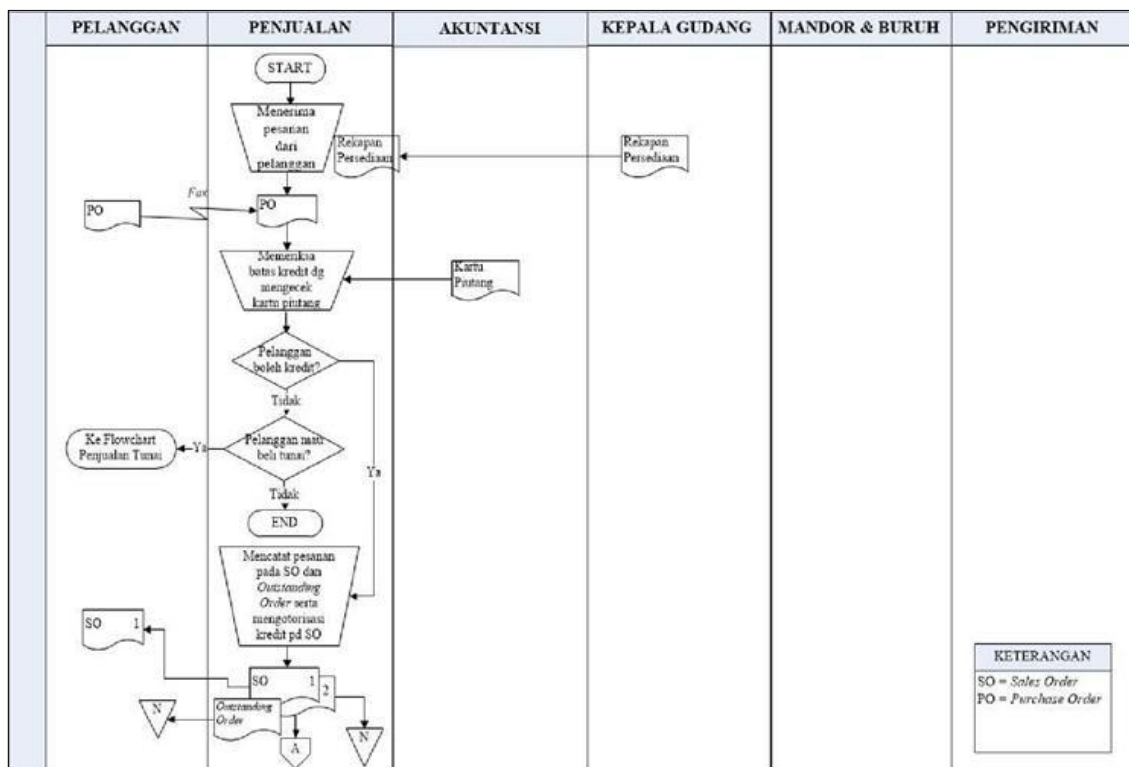 PELANGGAN
PENJUALAN
AKUNTANSI
KEPALA GUDANG
MANDOR & BURUH
PENGIRIMAN
START
Menerima
pesanan
dari
pelanggan
Rekapan
Persediaan
Rekapan
Persediaan
Fax
PO
PO
Memeriksa
batas kredit dg
mengecek
kartu piutang
Kartu
Piutang
Pelanggan
boleh kredit?
Tidak
Ke Flowchart
Penjualan Tunai
Ya
Pelanggan mau
beli tunai?
Ya
Tidak
END
Mencatat pesanan
pada SO dan
Outstanding
Order serta
mengotorisasi
kredit pd SO
SO 1
SO 1
2
Outstanding
Order
N
A
N
KETERANGAN
SO = Sales Order
PO = Purchase Order